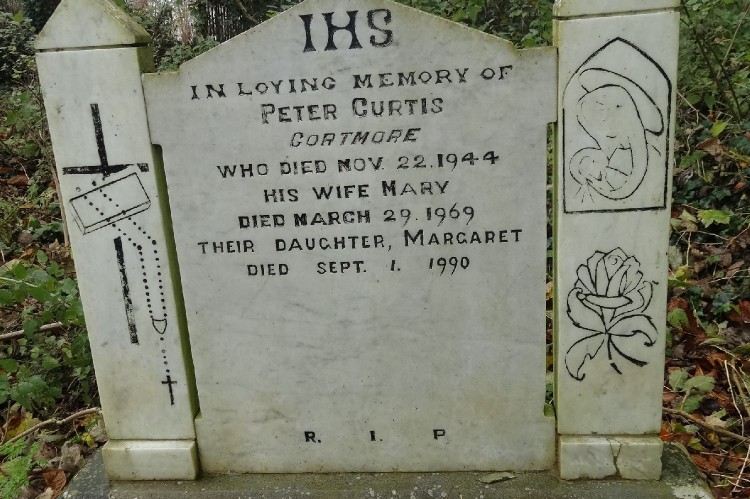 IHS
IN LOVING MEMORY OF
PETER CURTIS
GORTMORE
WHO DIED NOV. 22. 1944
HIS WIFE MARY
DIED MARCH 29. 1969
THEIR DAUGHTER, MARGARET
DIED SEPT. 1. 1990
R. I. P